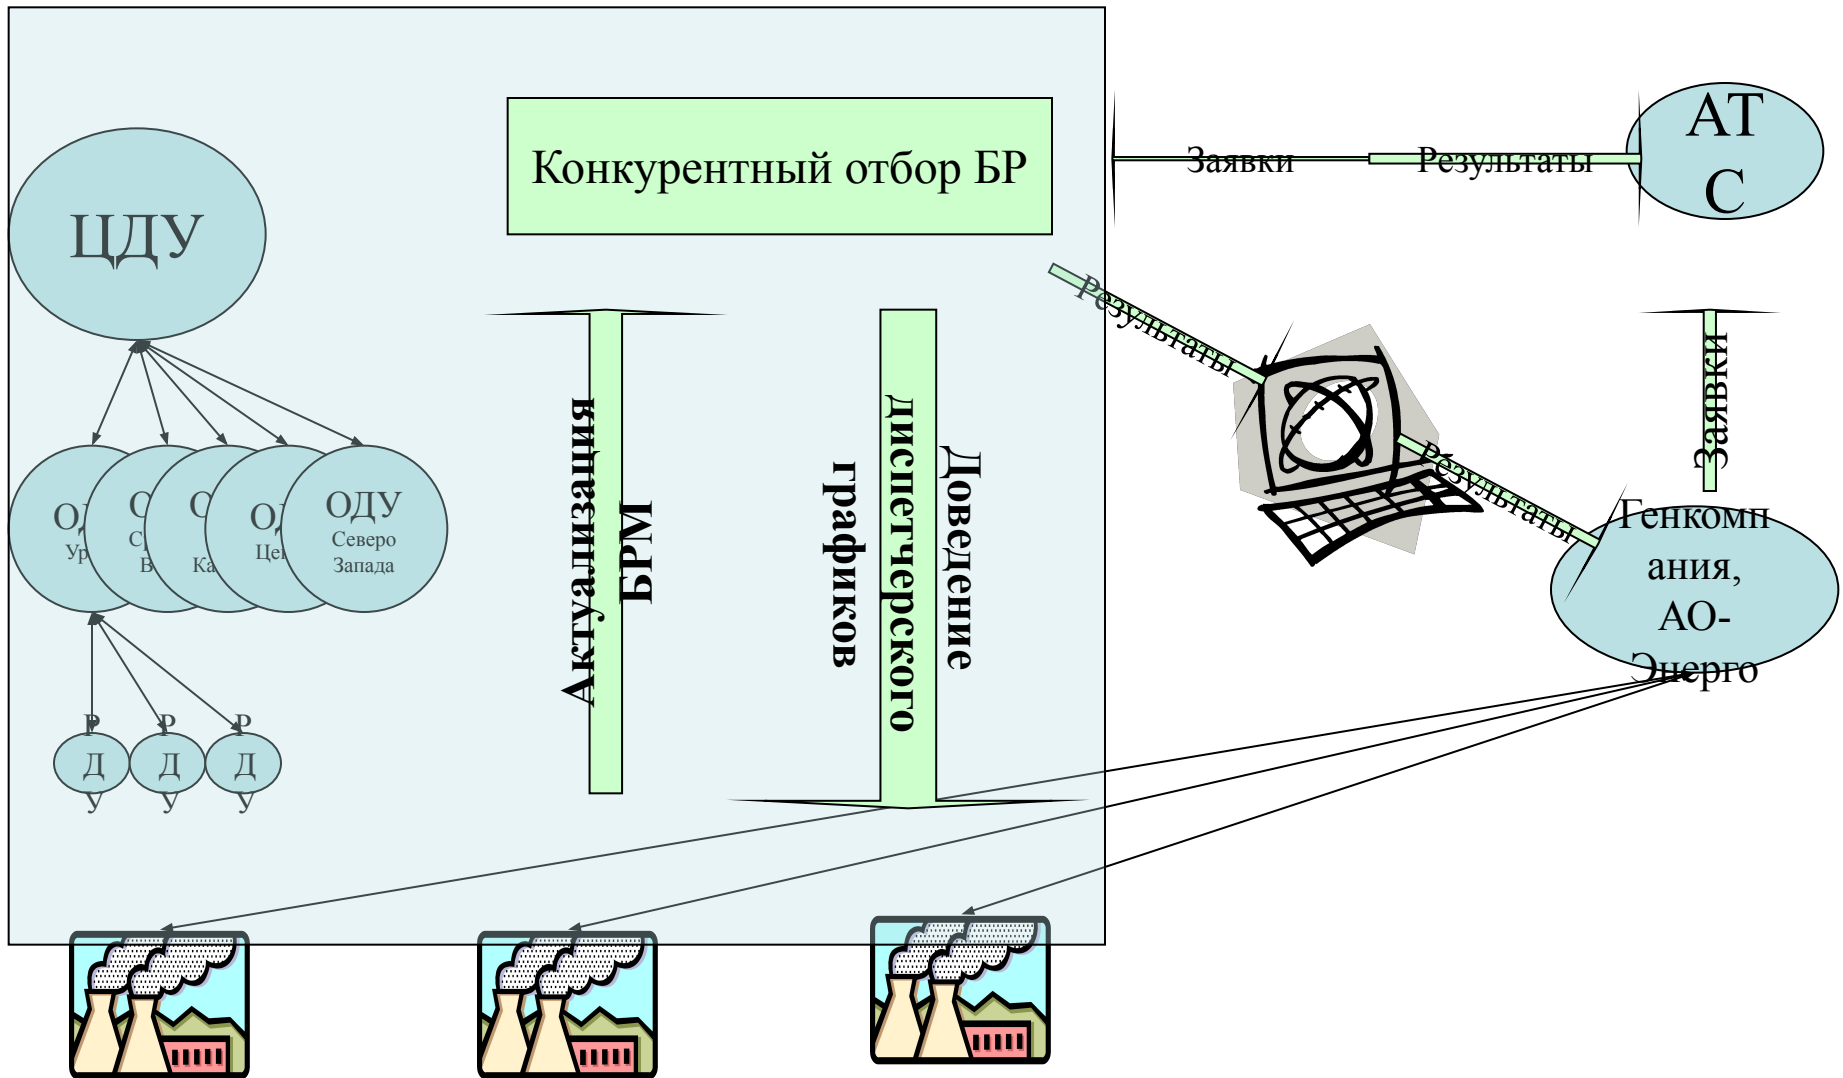 АТ
С
Конкурентный отбор БР
Заявки
Результаты
ЦДУ
Результаты
Заявки
Актуализация
БРМ
Доведение
диспетчерского
графиков
Результаты
ОДУ
Северо
Запада
Генкомп
ания,
АО-
Энерго
Р
Д
У
Р
Д
У
Р
Д
У